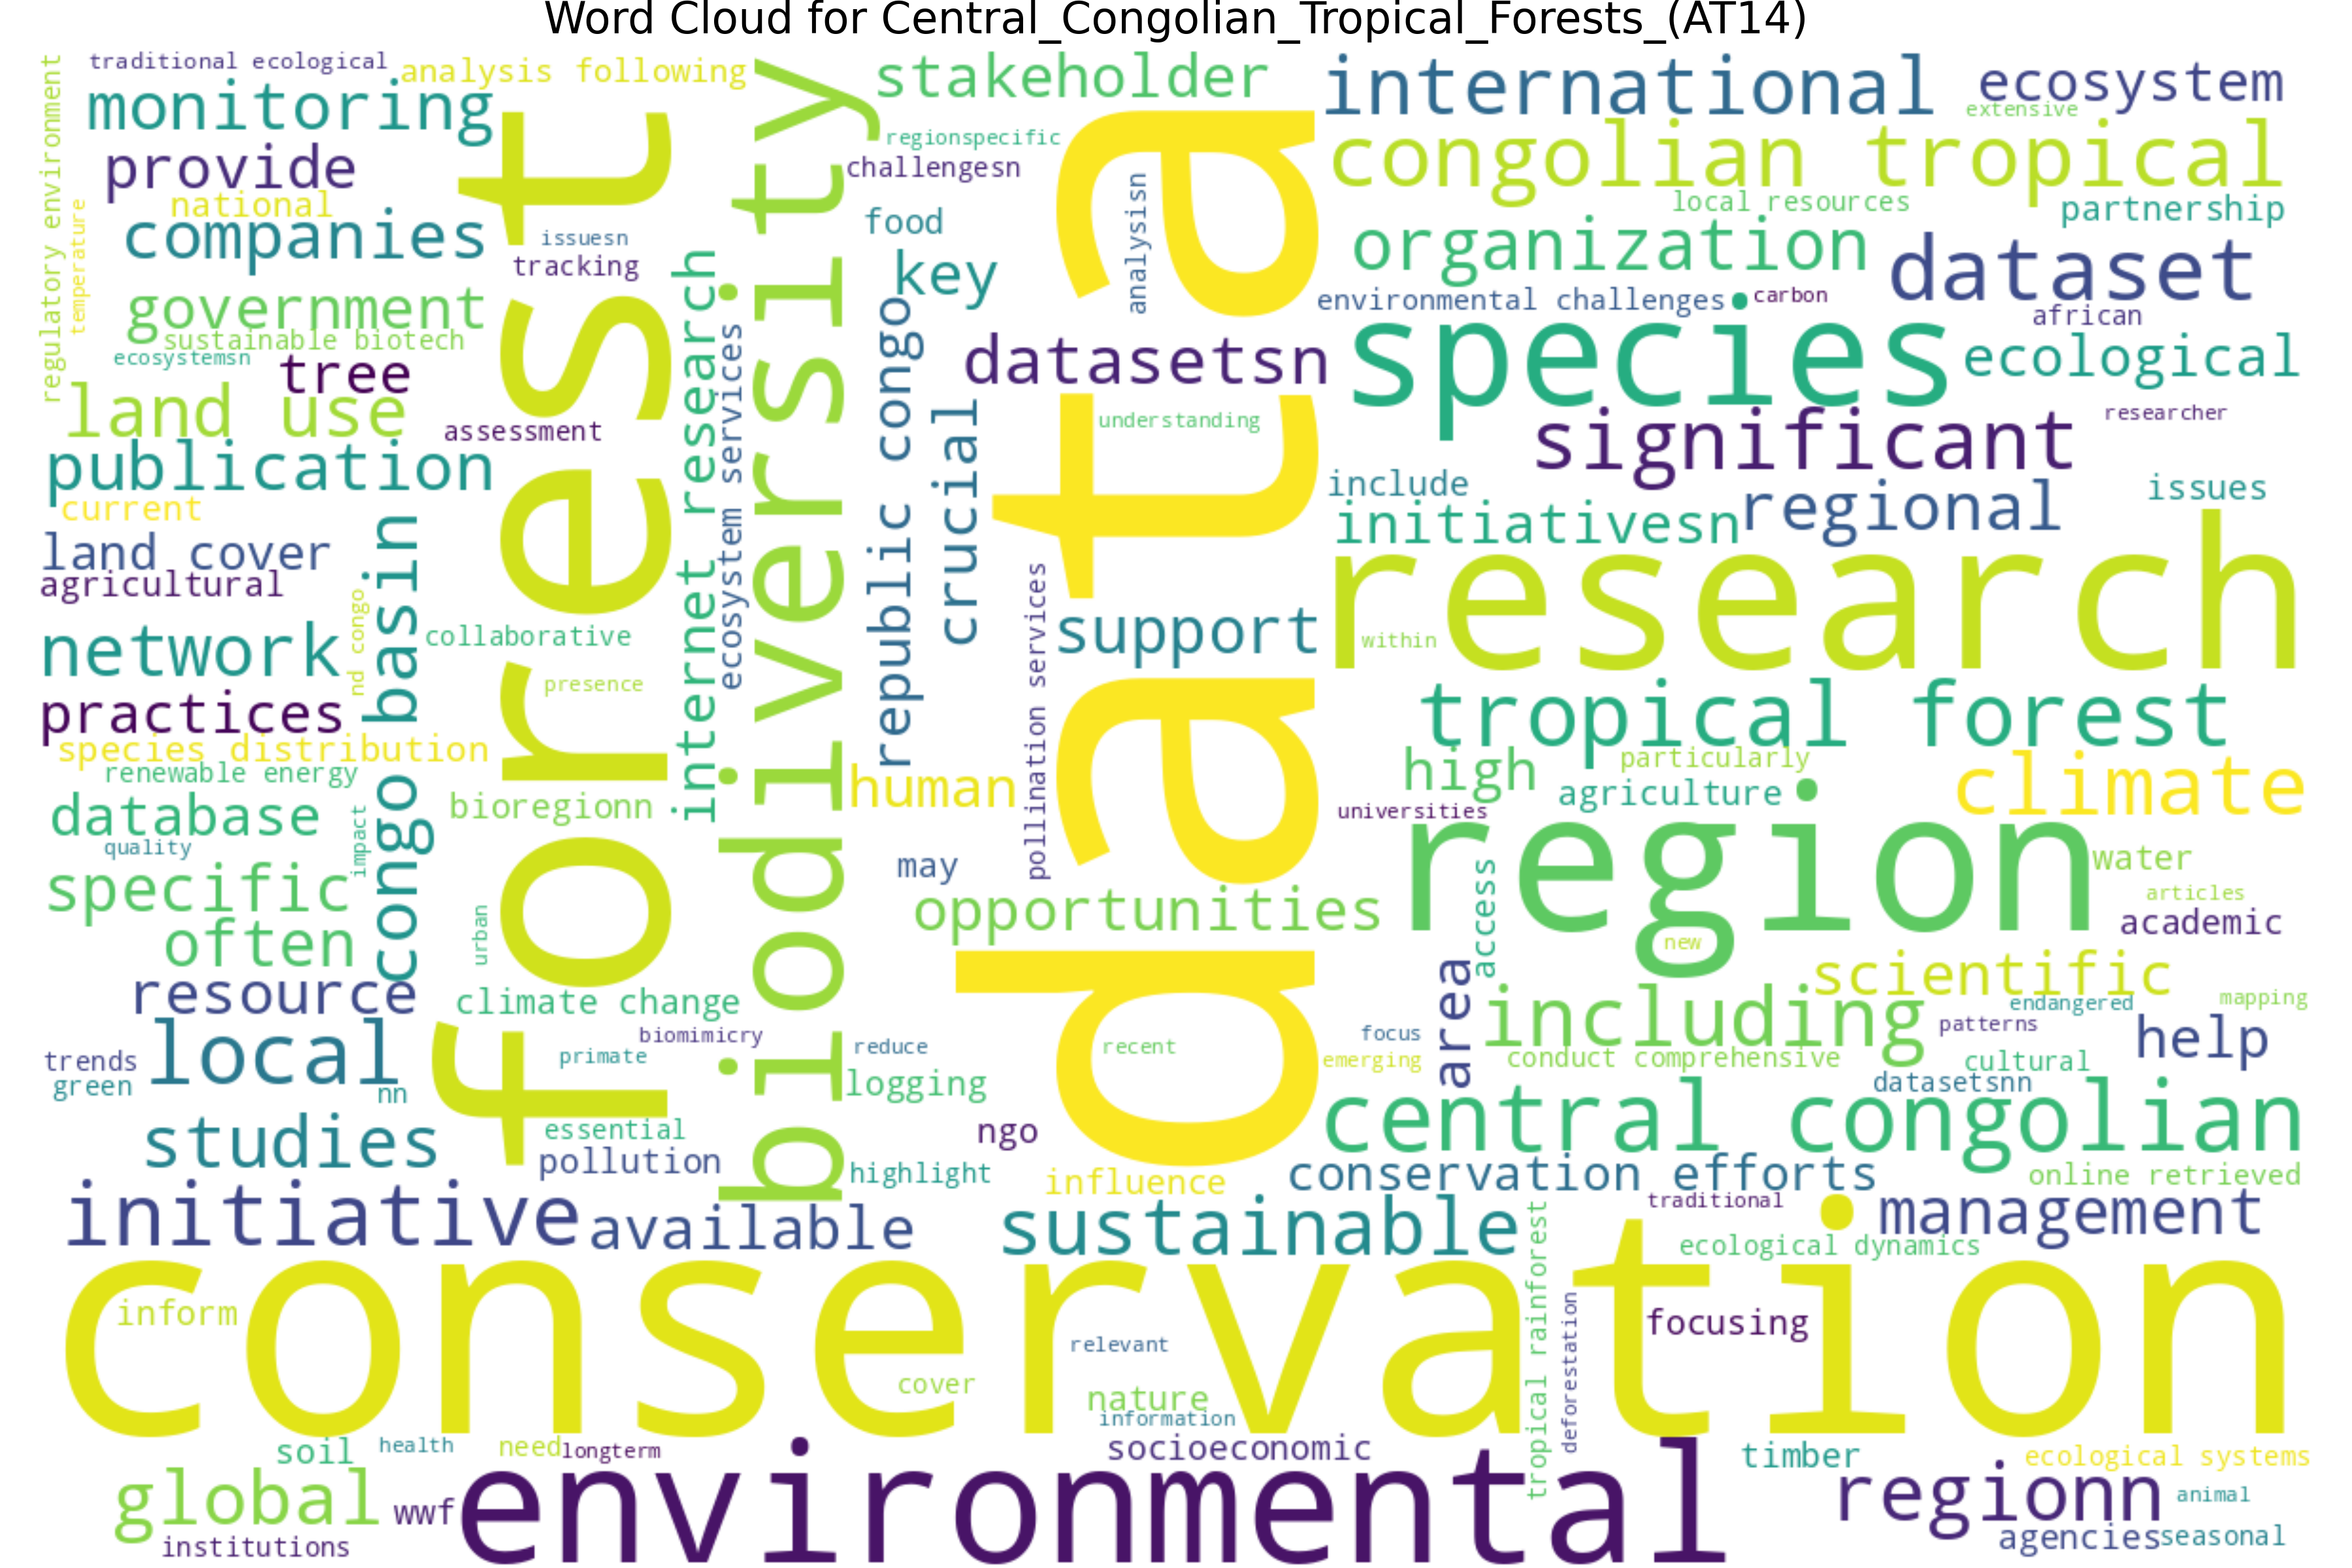 Word Cloud for Central_Congolian_Tropical_Forests_(AT14)
traditional ecological
analysis following
stakeholder
international
ecosystem
monitoring
extensive
regulatory environment
forest
biodiversity
regionspecific
data
congolian tropical
provide
challengesn
analysisn
national
temperature
local resources
partnership
companies
issuesn
food
organization
dataset
tracking
key
internet research
government
environmental challenges
carbon
african
sustainable biotech
ecosystem services
republic congo
species
ecosystemsn
tree
datasetsn
ecological
land use
crucial
understanding
researcher
assessment
significant
publication
include
issues
current
initiativesn
regional
land cover
congo basin
research
agricultural
pollination services
nd congo
network
collaborative
support
within
presence
practices
tropical forest
species distribution
high
particularly
renewable energy
human
agriculture
climate
database
bioregionn
universities
impact
region
quality
may
water
specific
access
articles
opportunities
academic
often
urban
new
resource
climate change
area
scientific
including
endangered
mapping
local
biomimicry
focus
patterns
help
trends
primate
reduce
recent
emerging
conduct comprehensive
cultural
green
nn
logging
datasetsnn
studies
essential
ngo
central congolian
pollution
highlight
influence
conservation efforts
online retrieved
initiative
available
sustainable
traditional
management
tropical rainforest
ecological dynamics
conservation
inform
deforestation
focusing
relevant
cover
nature
information
soil
health
need
longterm
socioeconomic
timber
ecological systems
global
wwf
environmental
regionn
animal
institutions
agencies
seasonal